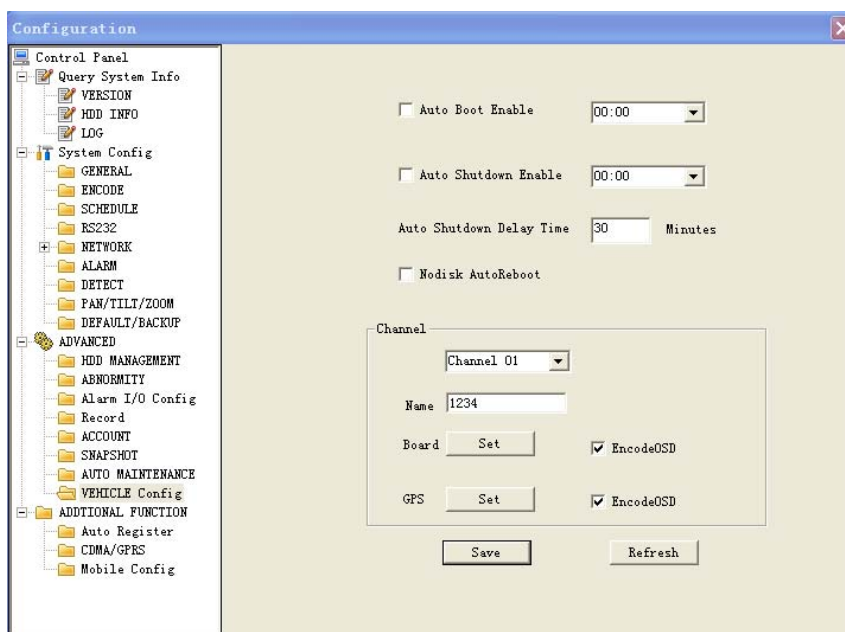 Configuration
Control Panel
Query System Info
VERSION
HDD INFO
LOG
System Config
GENERAL
ENCODE
SCHEDULE
RS232
NETWORK
ALARM
DETECT
PAN/TILT/ZOOM
DEFAULT/BACKUP
ADVANCED
HDD MANAGEMENT
ABNORMITY
Alarm I/O Config
Record
ACCOUNT
SNAPSHOT
AUTO MAINTENANCE
VEHICLE Config
ADDTIONAL FUNCTION
Auto Register
CDMA/GPRS
Mobile Config
Auto Boot Enable 00:00
Auto Shutdown Enable 00:00
Auto Shutdown Delay Time 30 Minutes
Nodisk AutoReboot
Channel
Channel 01
Name 1234
Board Set EncodeOSD
GPS Set EncodeOSD
Save Refresh